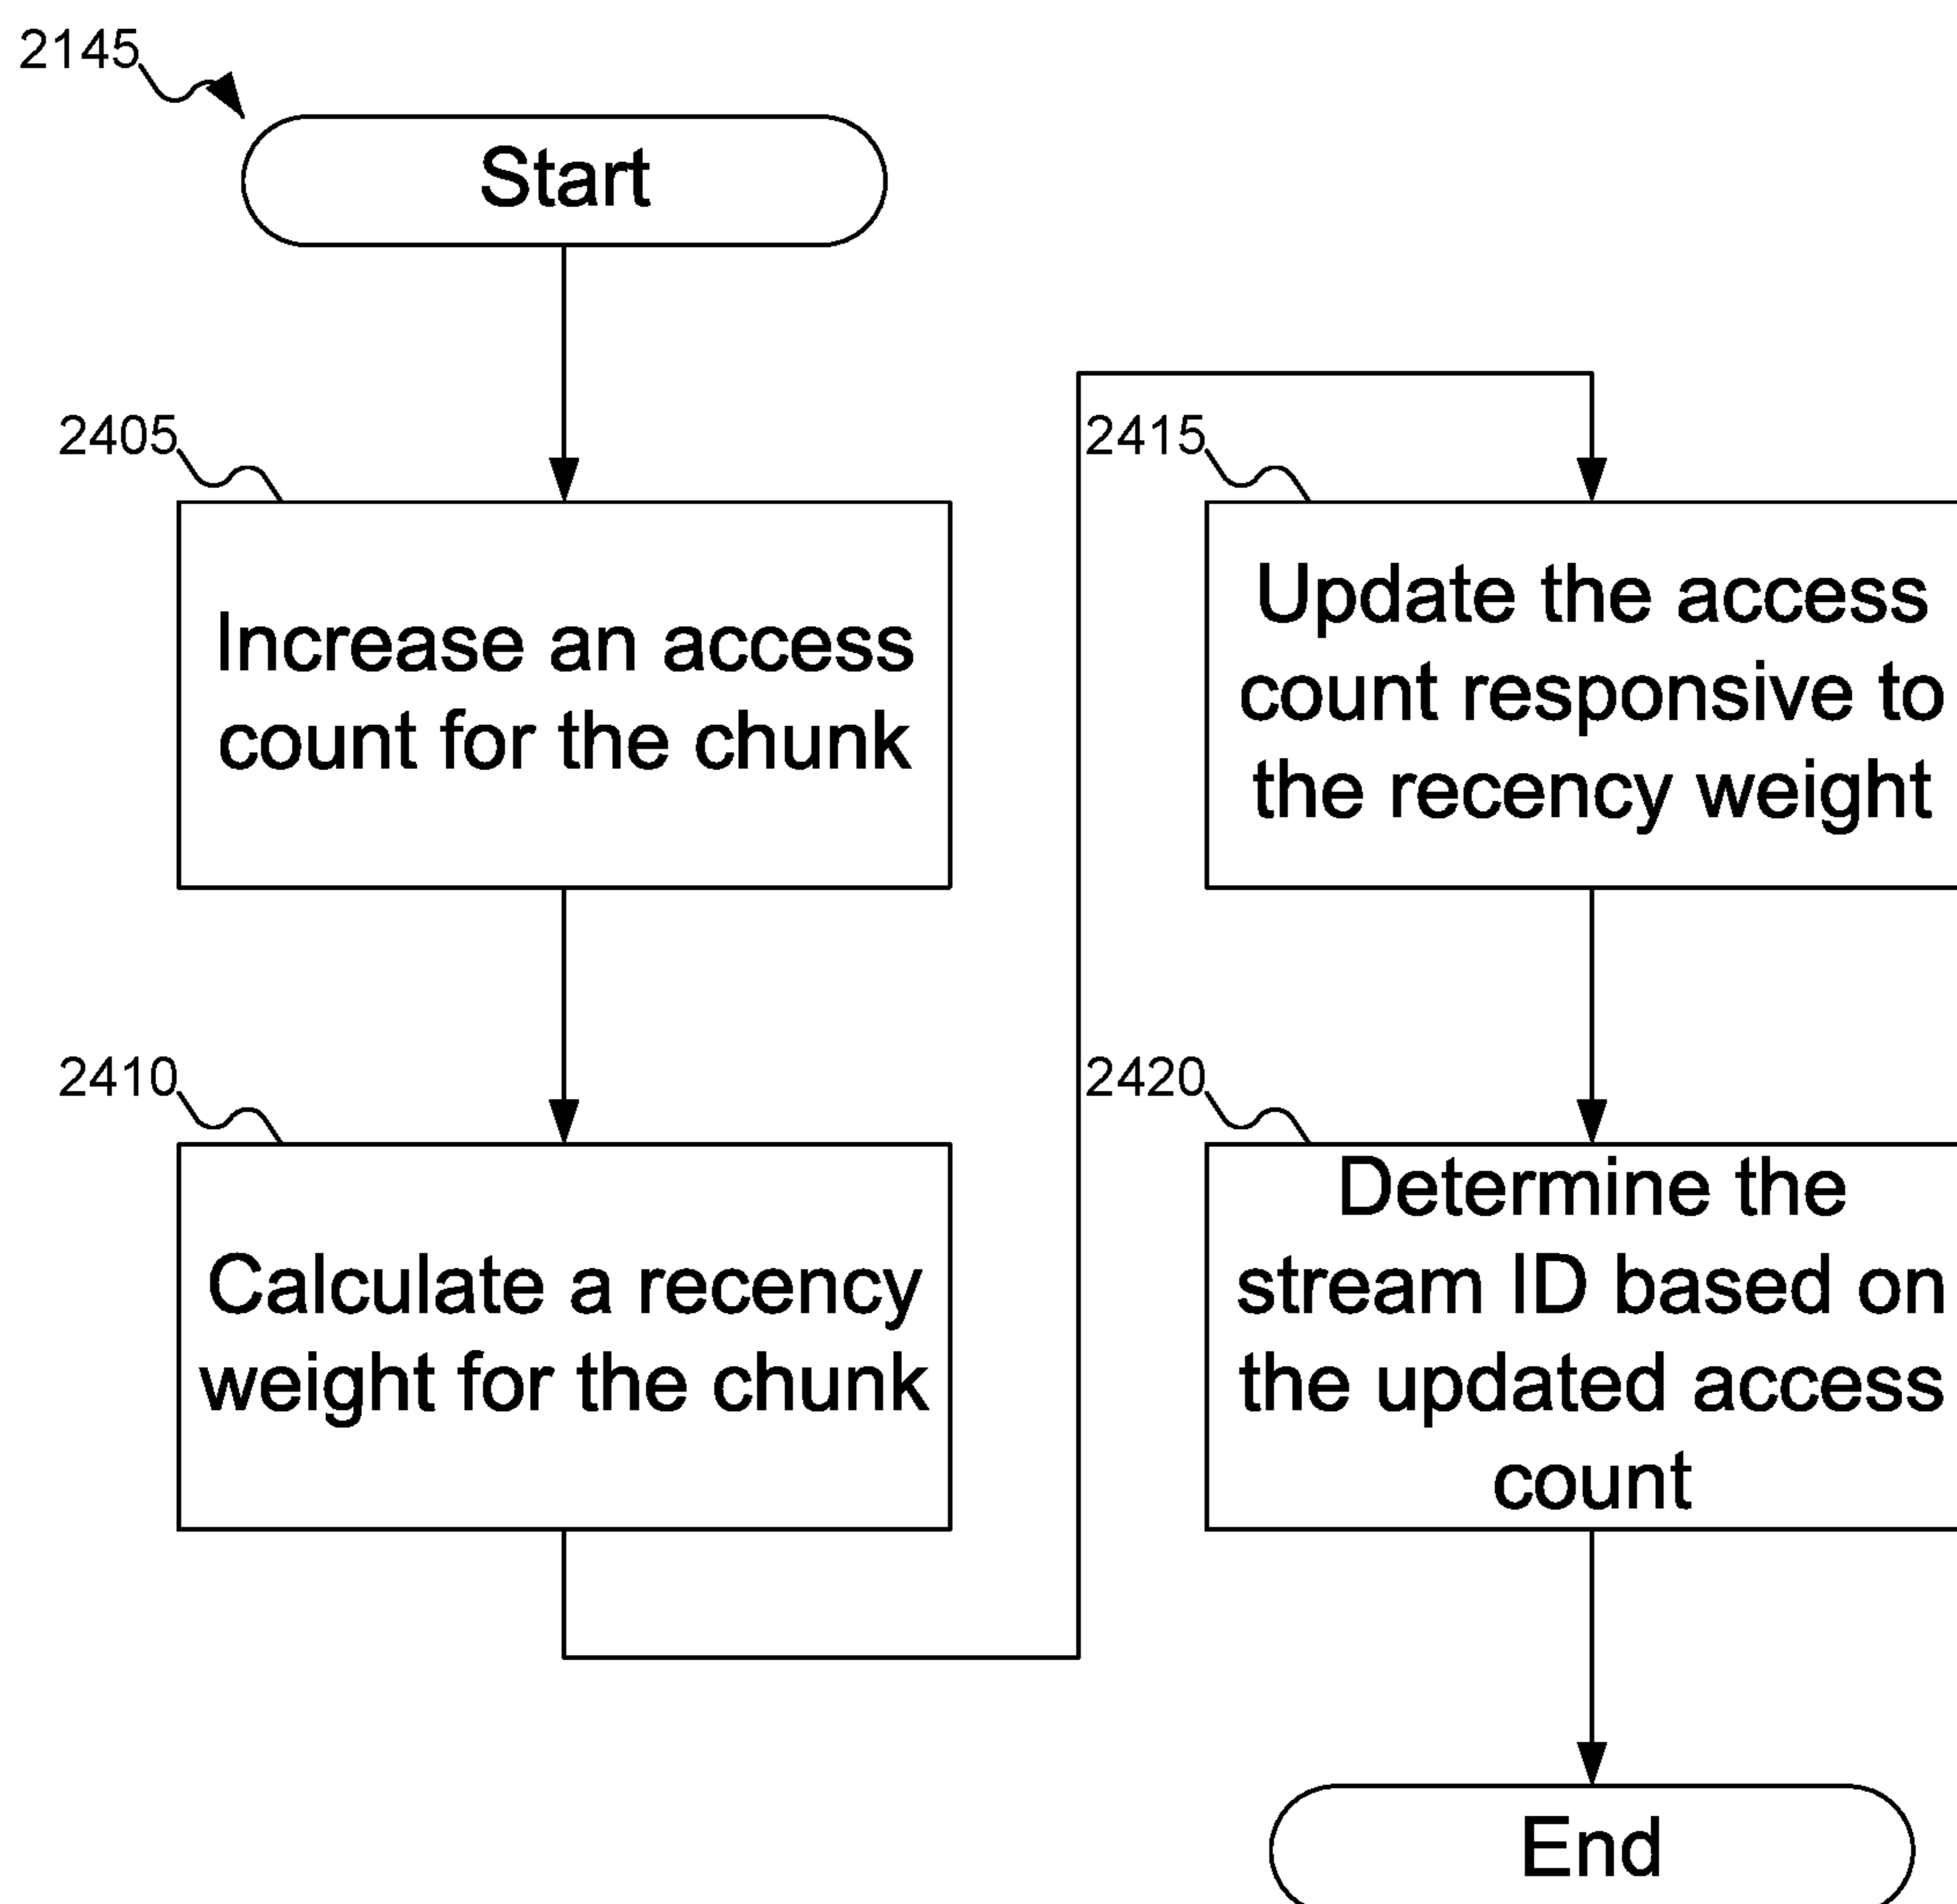 2145
Start
2405
Increase an access
count for the chunk
2410
Calculate a recency
weight for the chunk
2415
Update the access
count responsive to
the recency weight
2420
Determine the
stream ID based on
the updated access
count
End